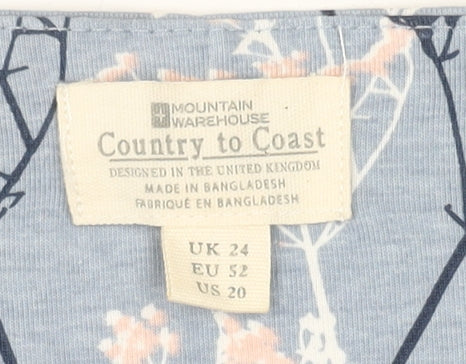 MOUNTAIN
WAREHOUSE
Country to Coast
DESIGNED IN THE UNITED KINGDOM
MADE IN BANGLADESH
FABRIQUÉ EN BANGLADESH
UK 24
EU 52
US 20